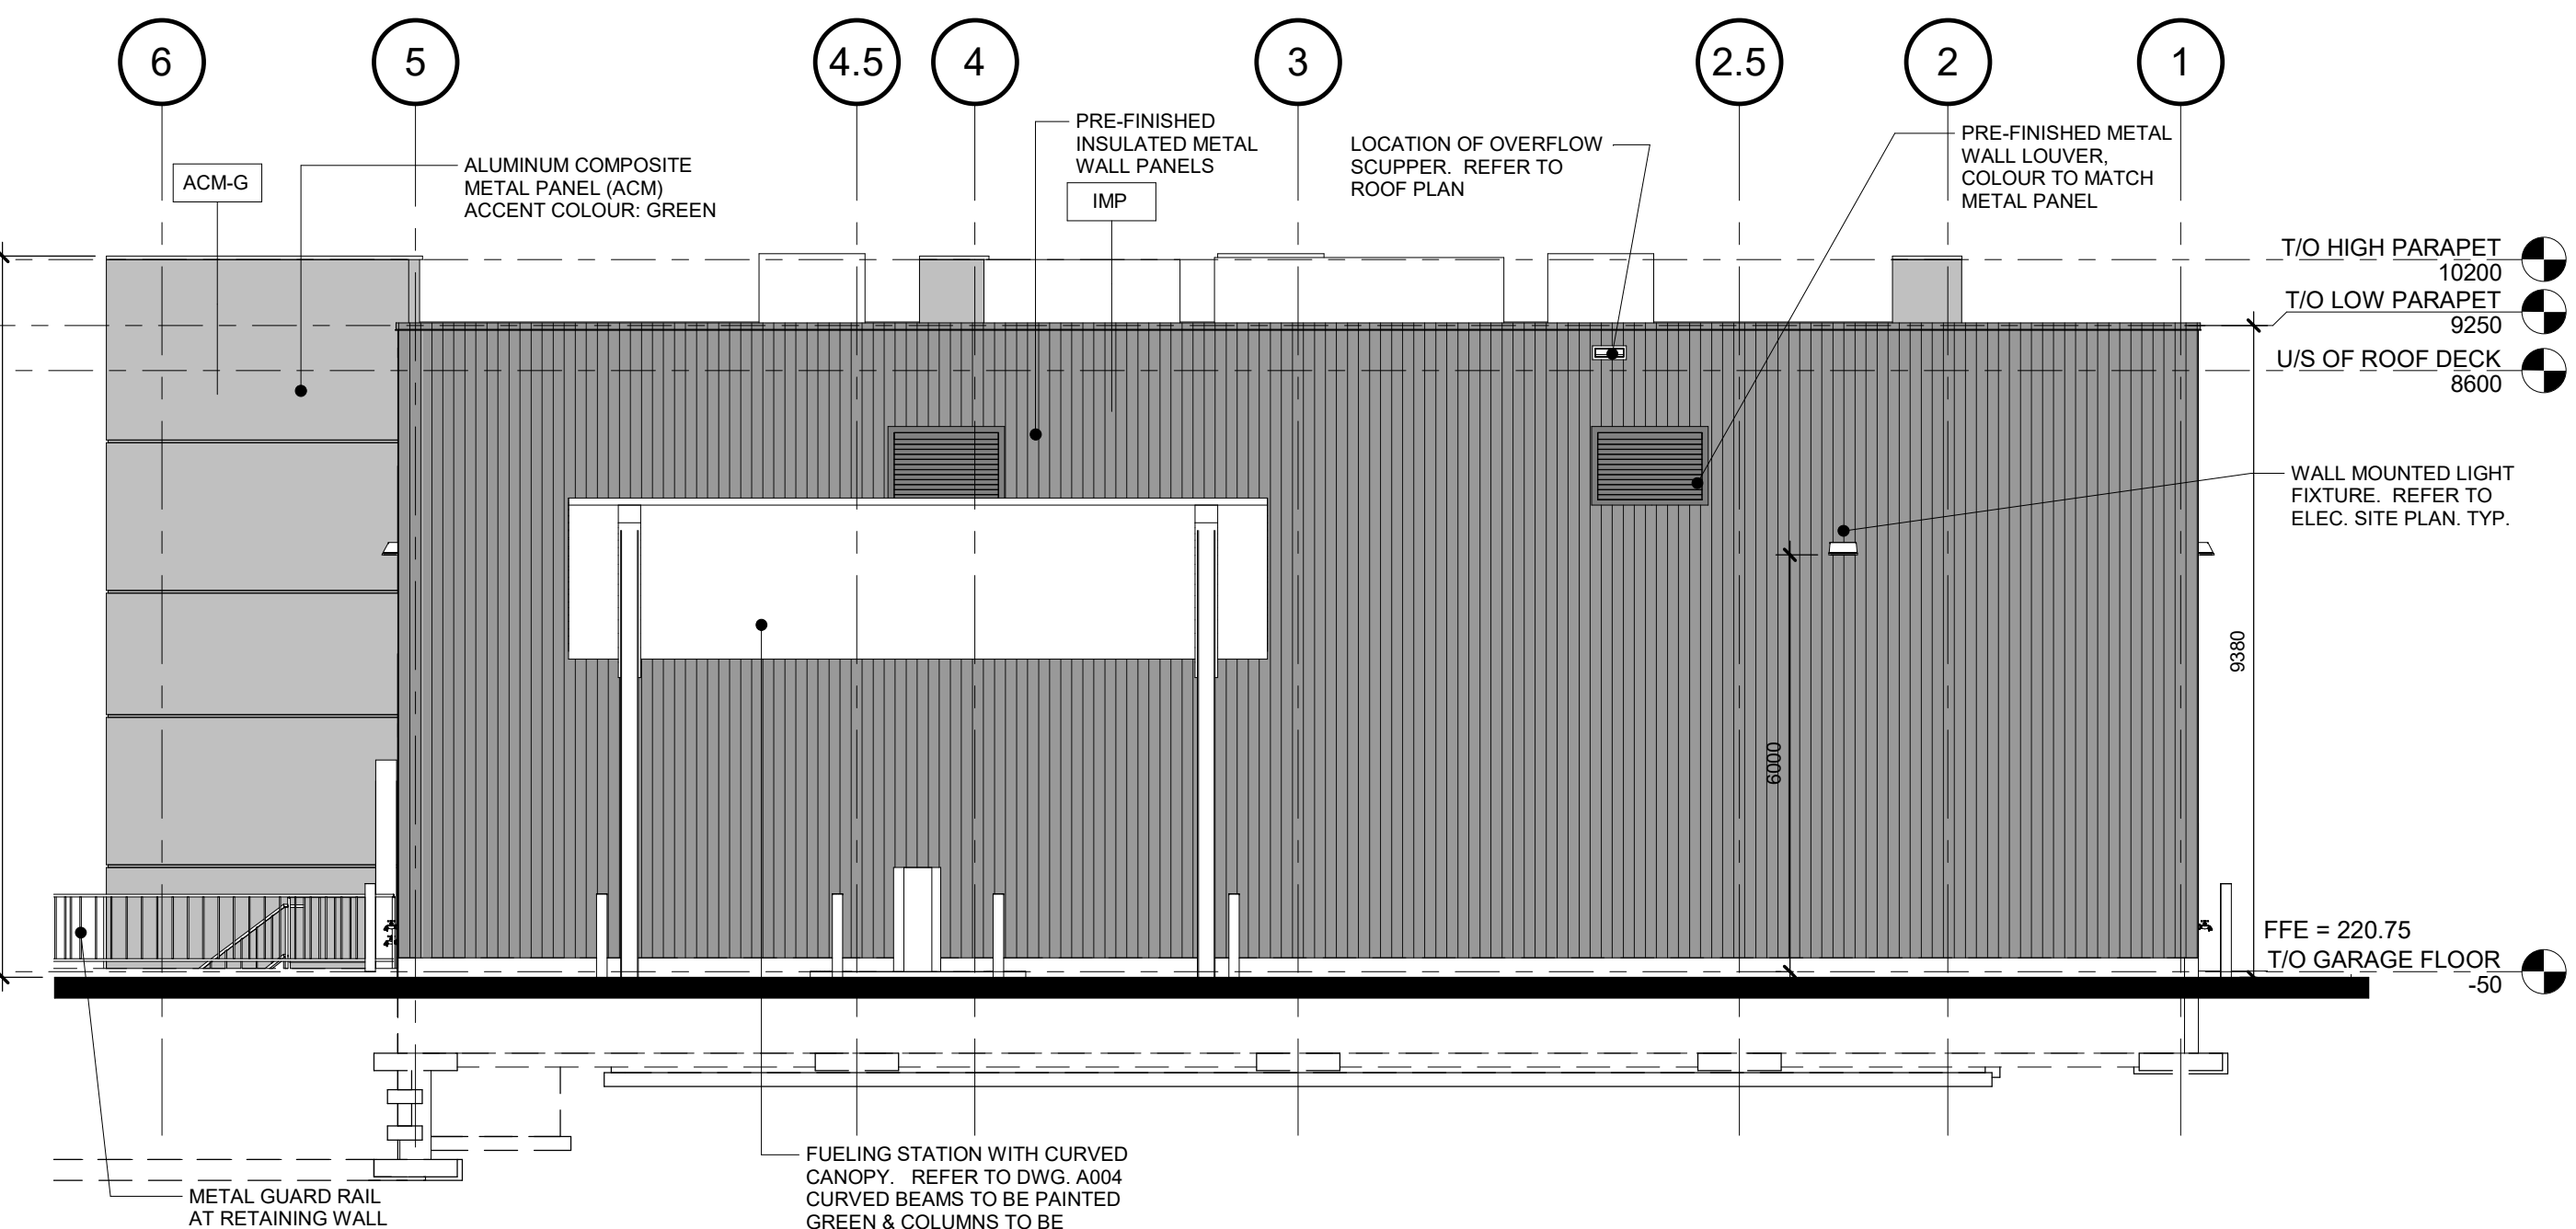 6
5
4.5
4
3
2.5
2
1
ACM-G
ALUMINUM COMPOSITE
METAL PANEL (ACM)
ACCENT COLOUR: GREEN
PRE-FINISHED
INSULATED METAL
WALL PANELS
IMP
LOCATION OF OVERFLOW
SCUPPER. REFER TO
ROOF PLAN
PRE-FINISHED METAL
WALL LOUVER,
COLOUR TO MATCH
METAL PANEL
T/O HIGH PARAPET
10200
T/O LOW PARAPET
9250
U/S OF ROOF DECK
8600
WALL MOUNTED LIGHT
FIXTURE. REFER TO
ELEC. SITE PLAN. TYP.
9380
6000
FFE = 220.75
T/O GARAGE FLOOR
-50
FUELING STATION WITH CURVED
CANOPY. REFER TO DWG. A004
CURVED BEAMS TO BE PAINTED
GREEN & COLUMNS TO BE
METAL GUARD RAIL
AT RETAINING WALL